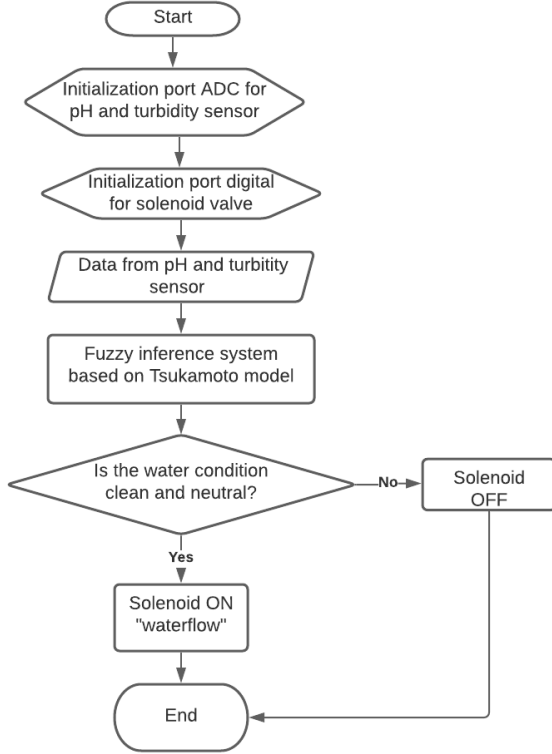 Start
Initialization port ADC for
pH and turbidity sensor
Initialization port digital
for solenoid valve
Data from pH and turbitity
sensor
Fuzzy inference system
based on Tsukamoto model
Is the water condition
clean and neutral?
No
Solenoid
OFF
Yes
Solenoid ON
"waterflow"
End